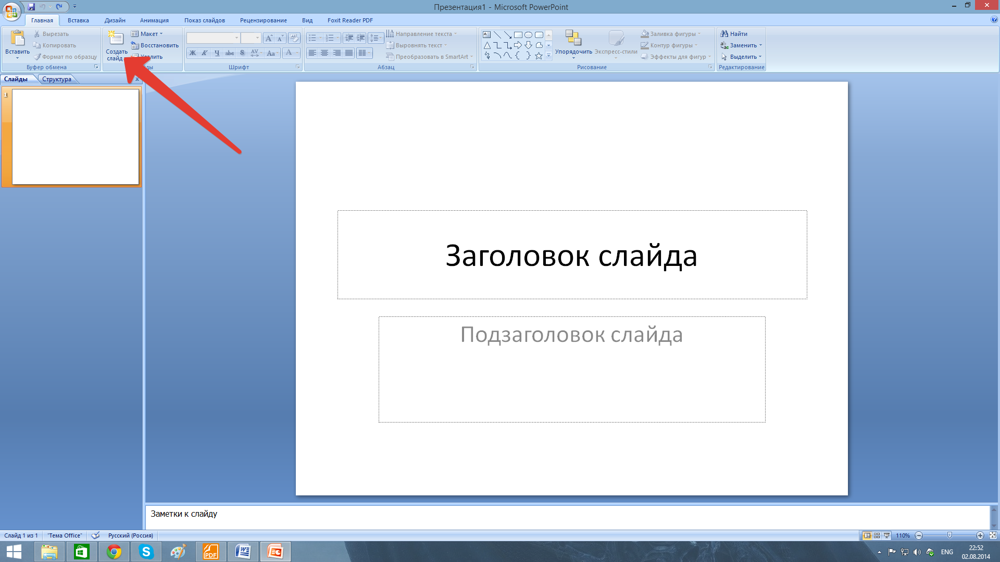 Презентация1 - Microsoft PowerPoint
Главная Вставка Дизайн Анимация Показ слайдов Рецензирование Вид Foxit Reader PDF
Вставить
Вырезать
Копировать
Формат по образцу
Буфер обмена
Создать
слайд
Макет
Восстановить
Удалить
Ж К Ч abc S AV Aa A
Шрифт
Направление текста
Выровнять текст
Преобразовать в SmartArt
Абзац
Упорядочить
Экспресс-стили
Заливка фигуры
Контур фигуры
Эффекты для фигур
Рисование
Найти
Заменить
Выделить
Редактирование
Слайды Структура
1
Заголовок слайда
Подзаголовок слайда
Заметки к слайду
Слайд 1 из 1 "Тема Office" Русский (Россия) 110%
PDF
ENG
22:52
02.08.2014